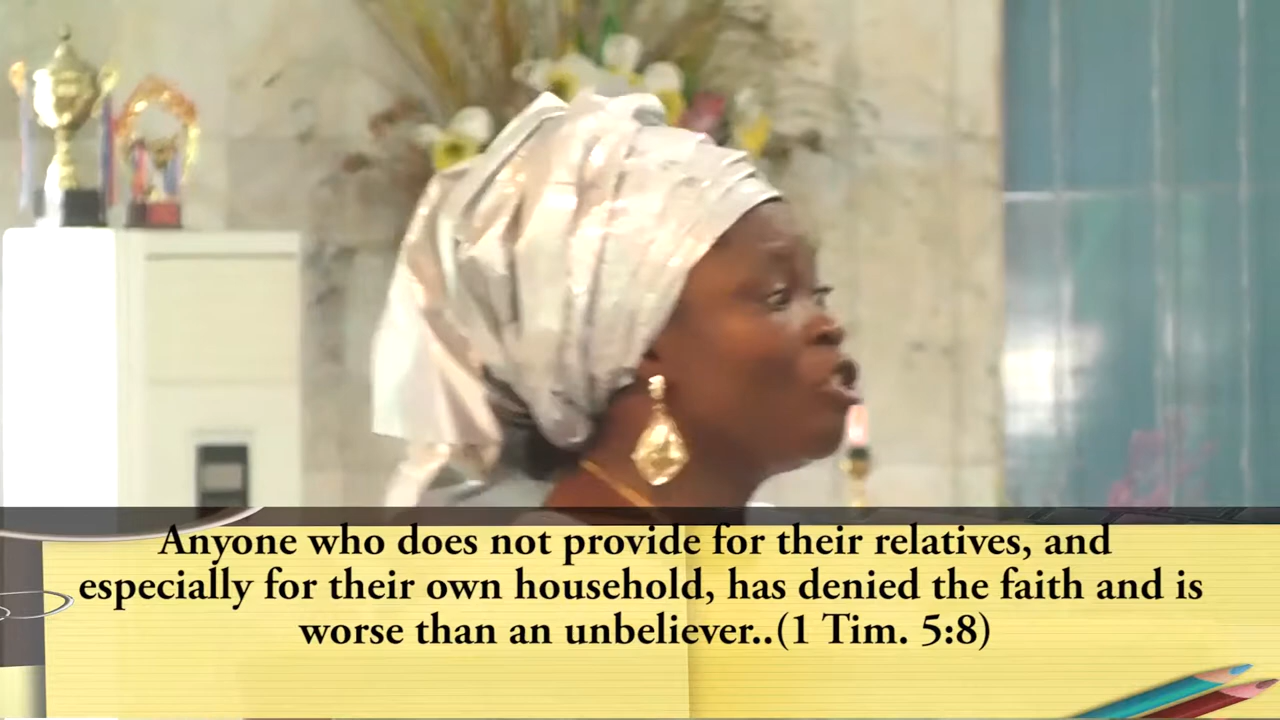 Anyone who does not provide for their relatives, and
especially for their own household, has denied the faith and is
worse than an unbeliever..(1 Tim. 5:8)